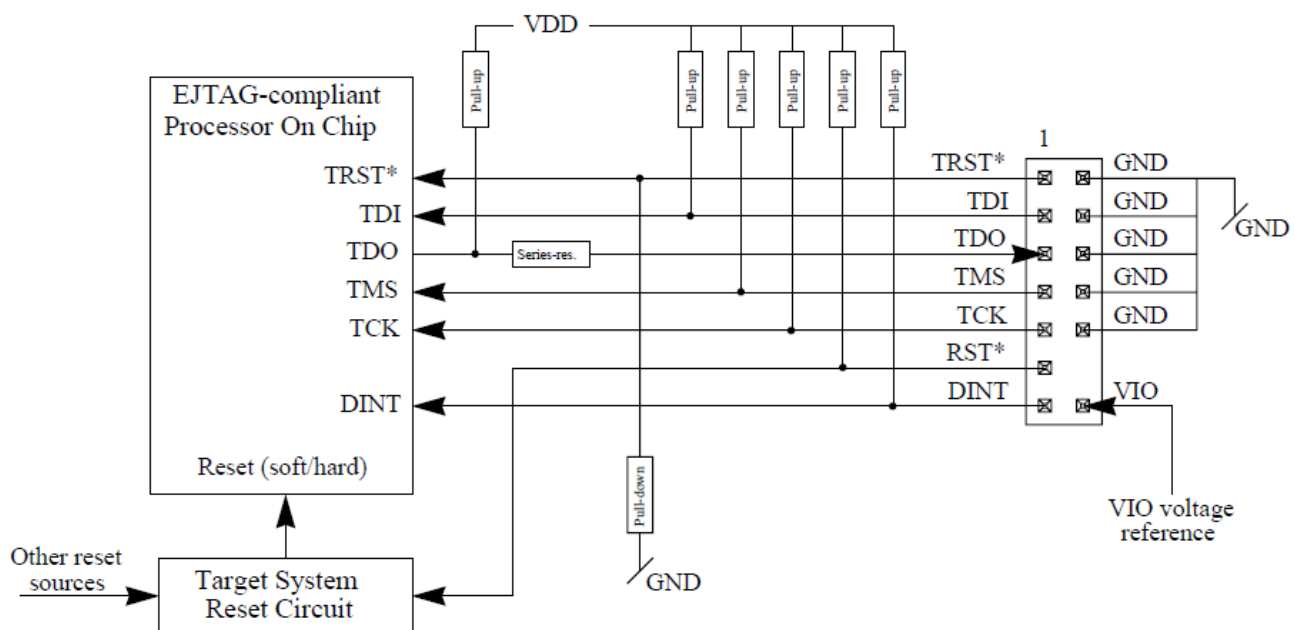 VDD
Pull-up
Pull-up
Pull-up
Pull-up
Pull-up
Pull-up
EJTAG-compliant
Processor On Chip
1
TRST*
TRST*
GND
TDI
TDI
GND
GND
TDO
Series-res.
TDO
GND
TMS
TMS
GND
TCK
TCK
GND
RST*
DINT
DINT
VIO
Reset (soft/hard)
Pull-down
VIO voltage
reference
Other reset
sources
Target System
Reset Circuit
GND